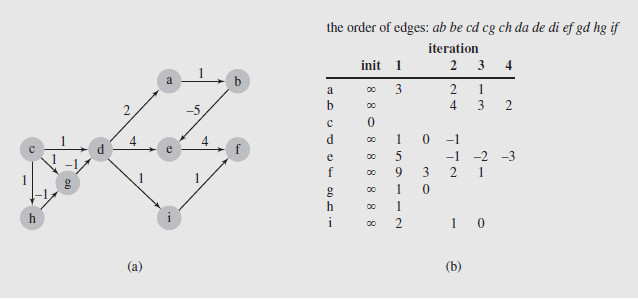 the order of edges: ab be cd cg ch da de di ef gd hg if
iteration
init 1 2 3 4
a ∞ 3 2 1
b ∞ 4 3 2
c 0
d ∞ 1 0 −1
e ∞ 5 −1 −2 −3
f ∞ 9 3 2 1
g ∞ 1 0
h ∞ 1
i ∞ 2 1 0
a 1 b
2 −5
c 1 d 4 e 4 f
1 −1
1 g 1 1
−1
h i
(a) (b)